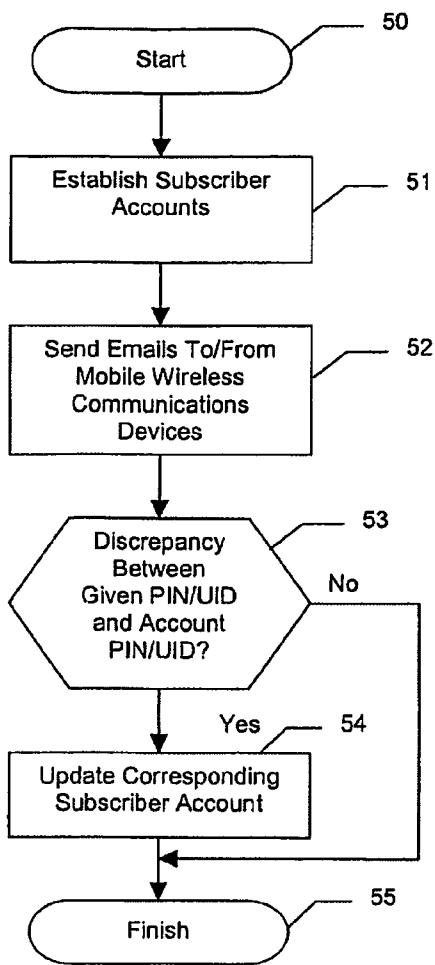 50
Start
51
Establish Subscriber
Accounts
52
Send Emails To/From
Mobile Wireless
Communications
Devices
53
Discrepancy
Between
Given PIN/UID
and Account
PIN/UID?
No
Yes
54
Update Corresponding
Subscriber Account
55
Finish